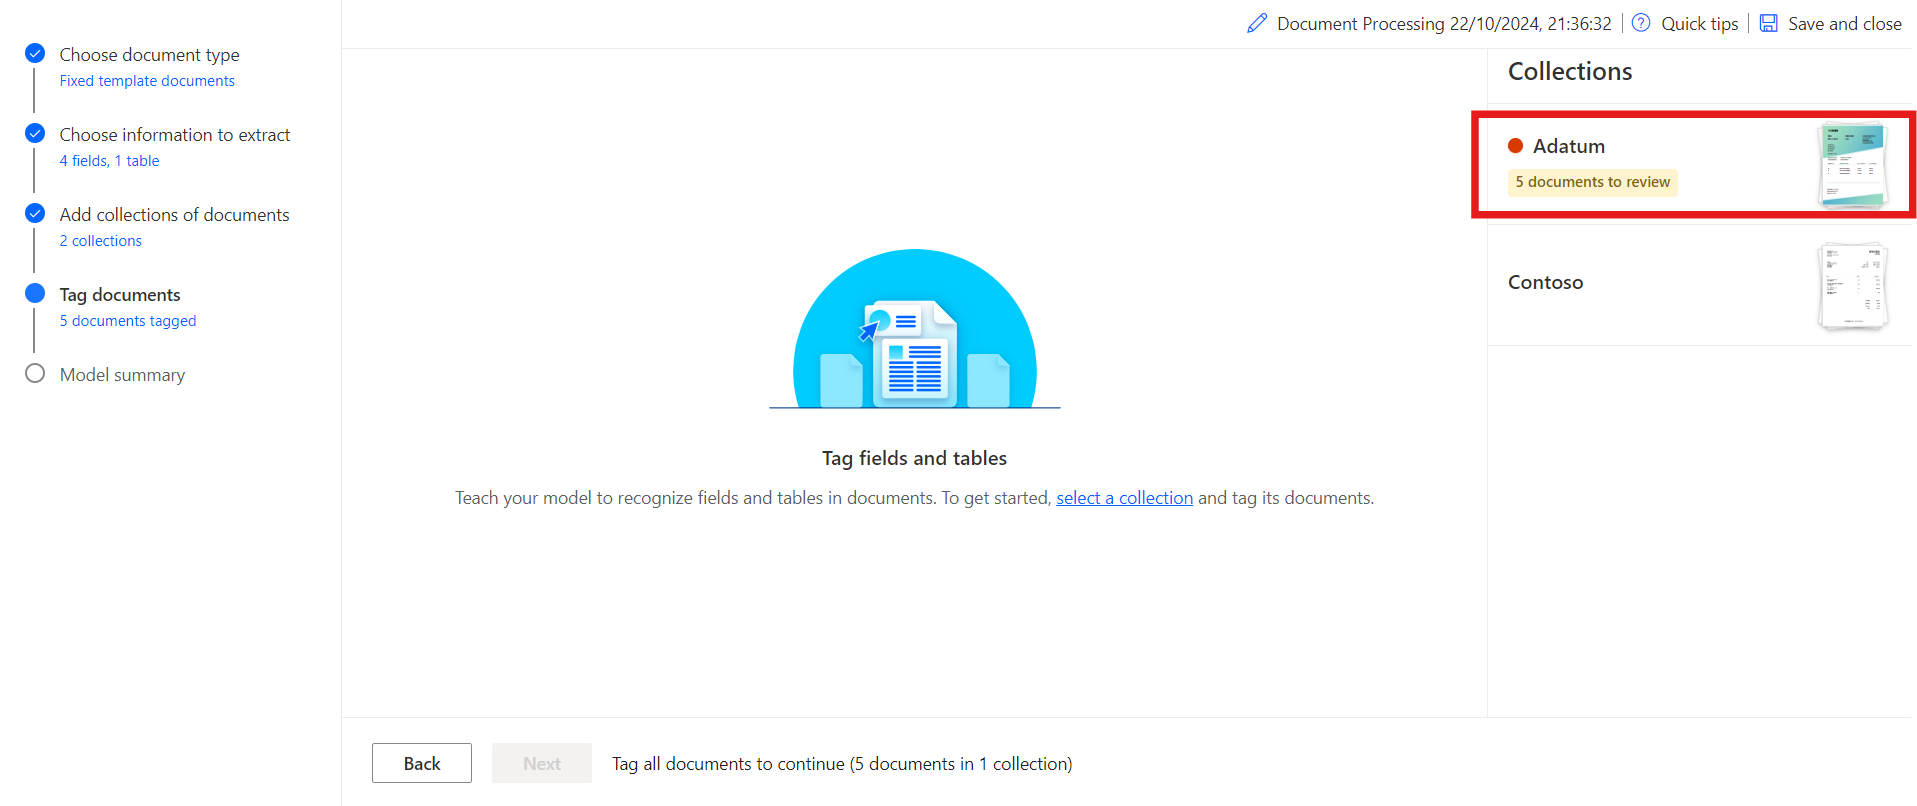 Document Processing 22/10/2024, 21:36:32
Quick tips
Save and close
Choose document type
Fixed template documents
Choose information to extract
4 fields, 1 table
Add collections of documents
2 collections
Tag documents
5 documents tagged
Model summary
Tag fields and tables
Teach your model to recognize fields and tables in documents. To get started, select a collection and tag its documents.
Collections
Adatum
5 documents to review
Contoso
Back
Next
Tag all documents to continue (5 documents in 1 collection)